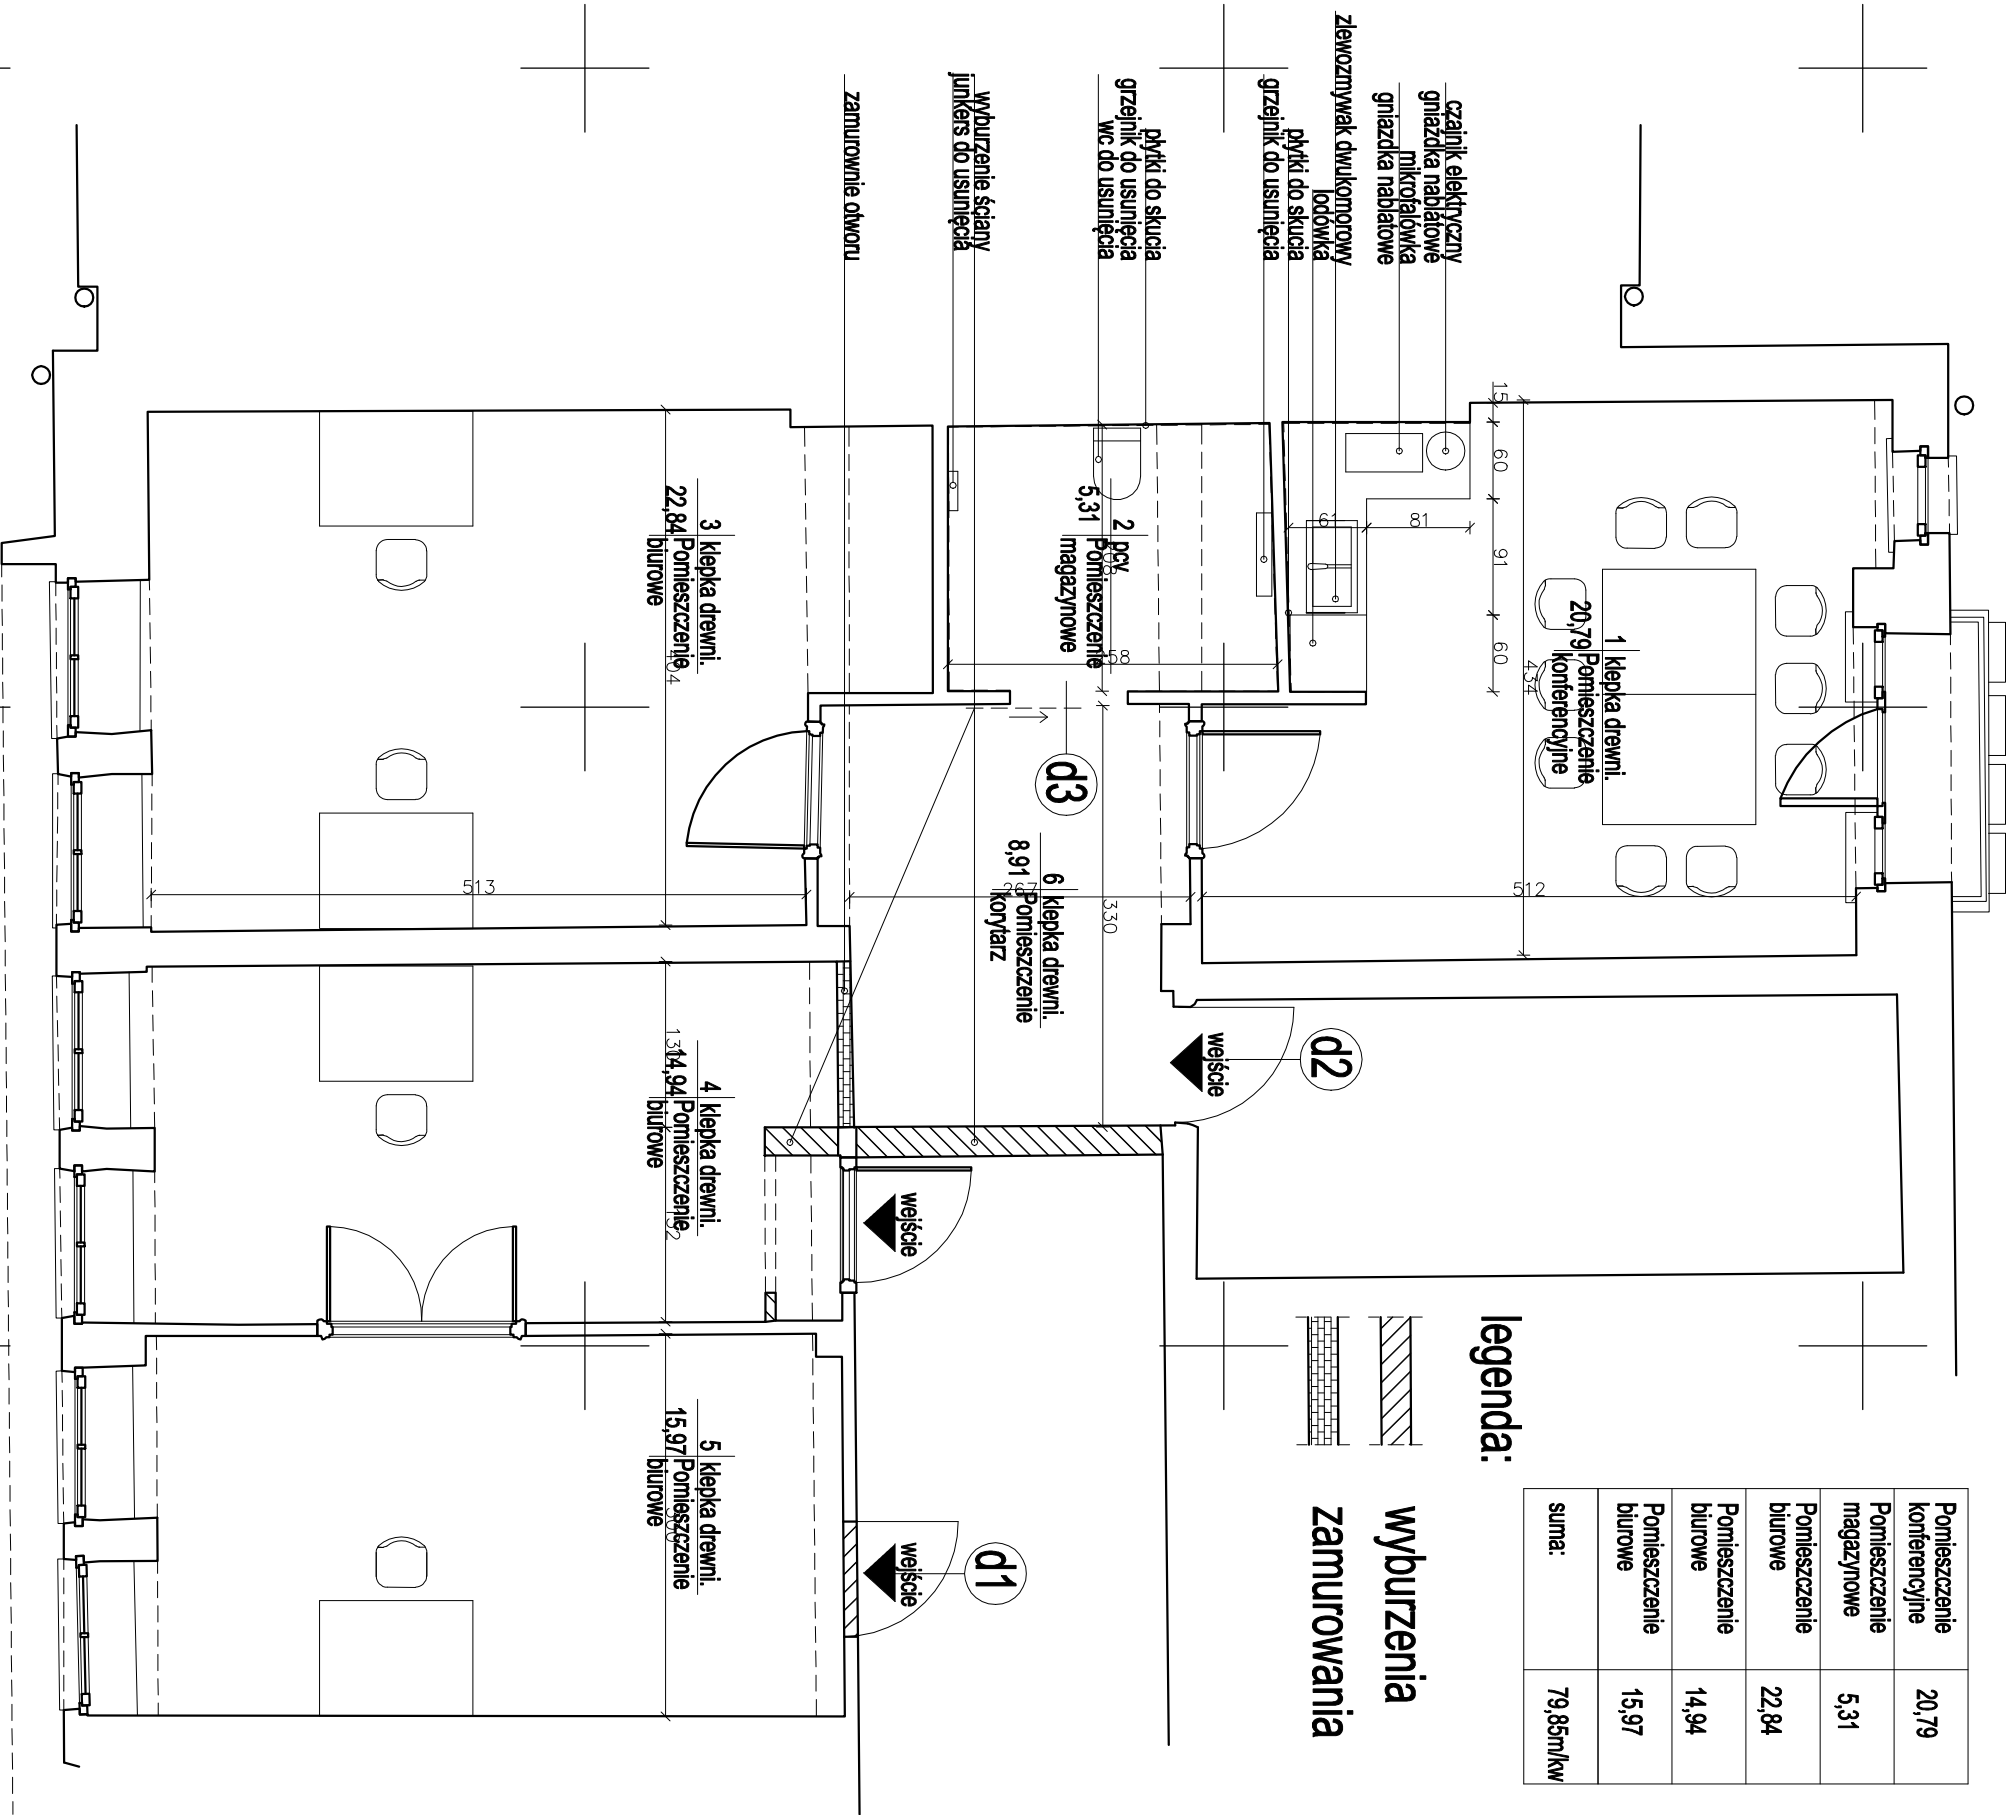 zlewozmywak dwukomorowy
czajnik elektryczny
gniazdka nablatowe
mikrofalówka
gniazdka nablatowe
lodówka
płytki do skucia
grzejnik do usunięcia
płytki do skucia
grzejnik do usunięcia
wc do usunięcia
wyburzenie ściany
junkers do usunięcia
zamurownie otworu
15
60
91
60
61
81
434
512
1 klepka drewni.
20,79 Pomieszczenie
konferencyjne
2 pcv
5,31 Pomieszczenie
magazynowe
258
3 klepka drewni.
22,84 Pomieszczenie
biurowe
404
513
d3
6 klepka drewni.
8,91 Pomieszczenie
korytarz
267
330
d2
wejście
4 klepka drewni.
14,94 Pomieszczenie
biurowe
130
152
wejście
5 klepka drewni.
15,97 Pomieszczenie
biurowe
300
wejście
d1
legenda:
wyburzenia
zamurowania
Pomieszczenie
konferencyjne
20,79
Pomieszczenie
magazynowe
5,31
Pomieszczenie
biurowe
22,84
Pomieszczenie
biurowe
14,94
Pomieszczenie
biurowe
15,97
suma:
79,85m/kw